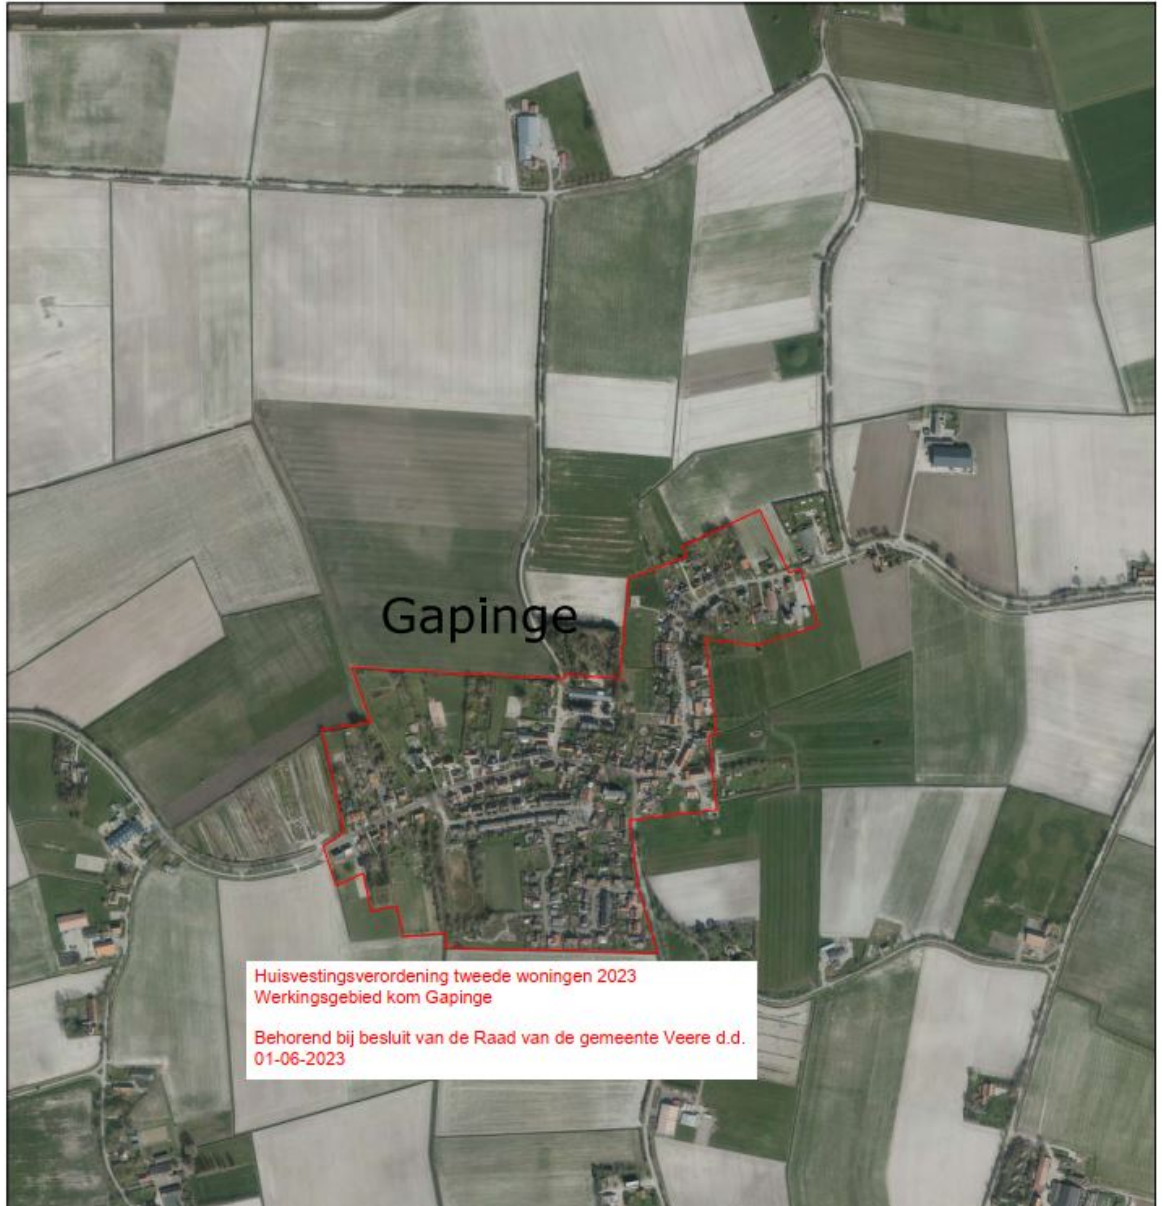 Gapinge
Huisvestingsverordening tweede woningen 2023
Werkingsgebied kom Gapinge
Behorend bij besluit van de Raad van de gemeente Veere d.d.
01-06-2023